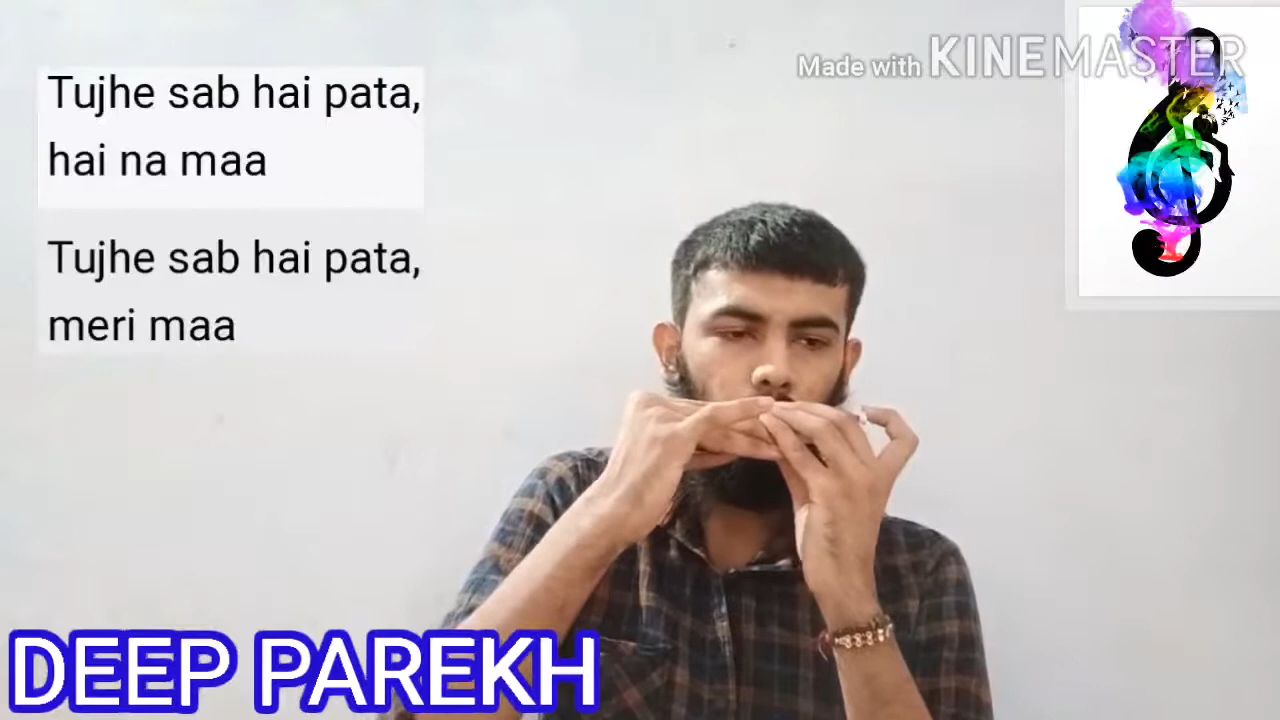 Made with KINEMASTER
Tujhe sab hai pata,
hai na maa
Tujhe sab hai pata,
meri maa
DEEP PAREKH